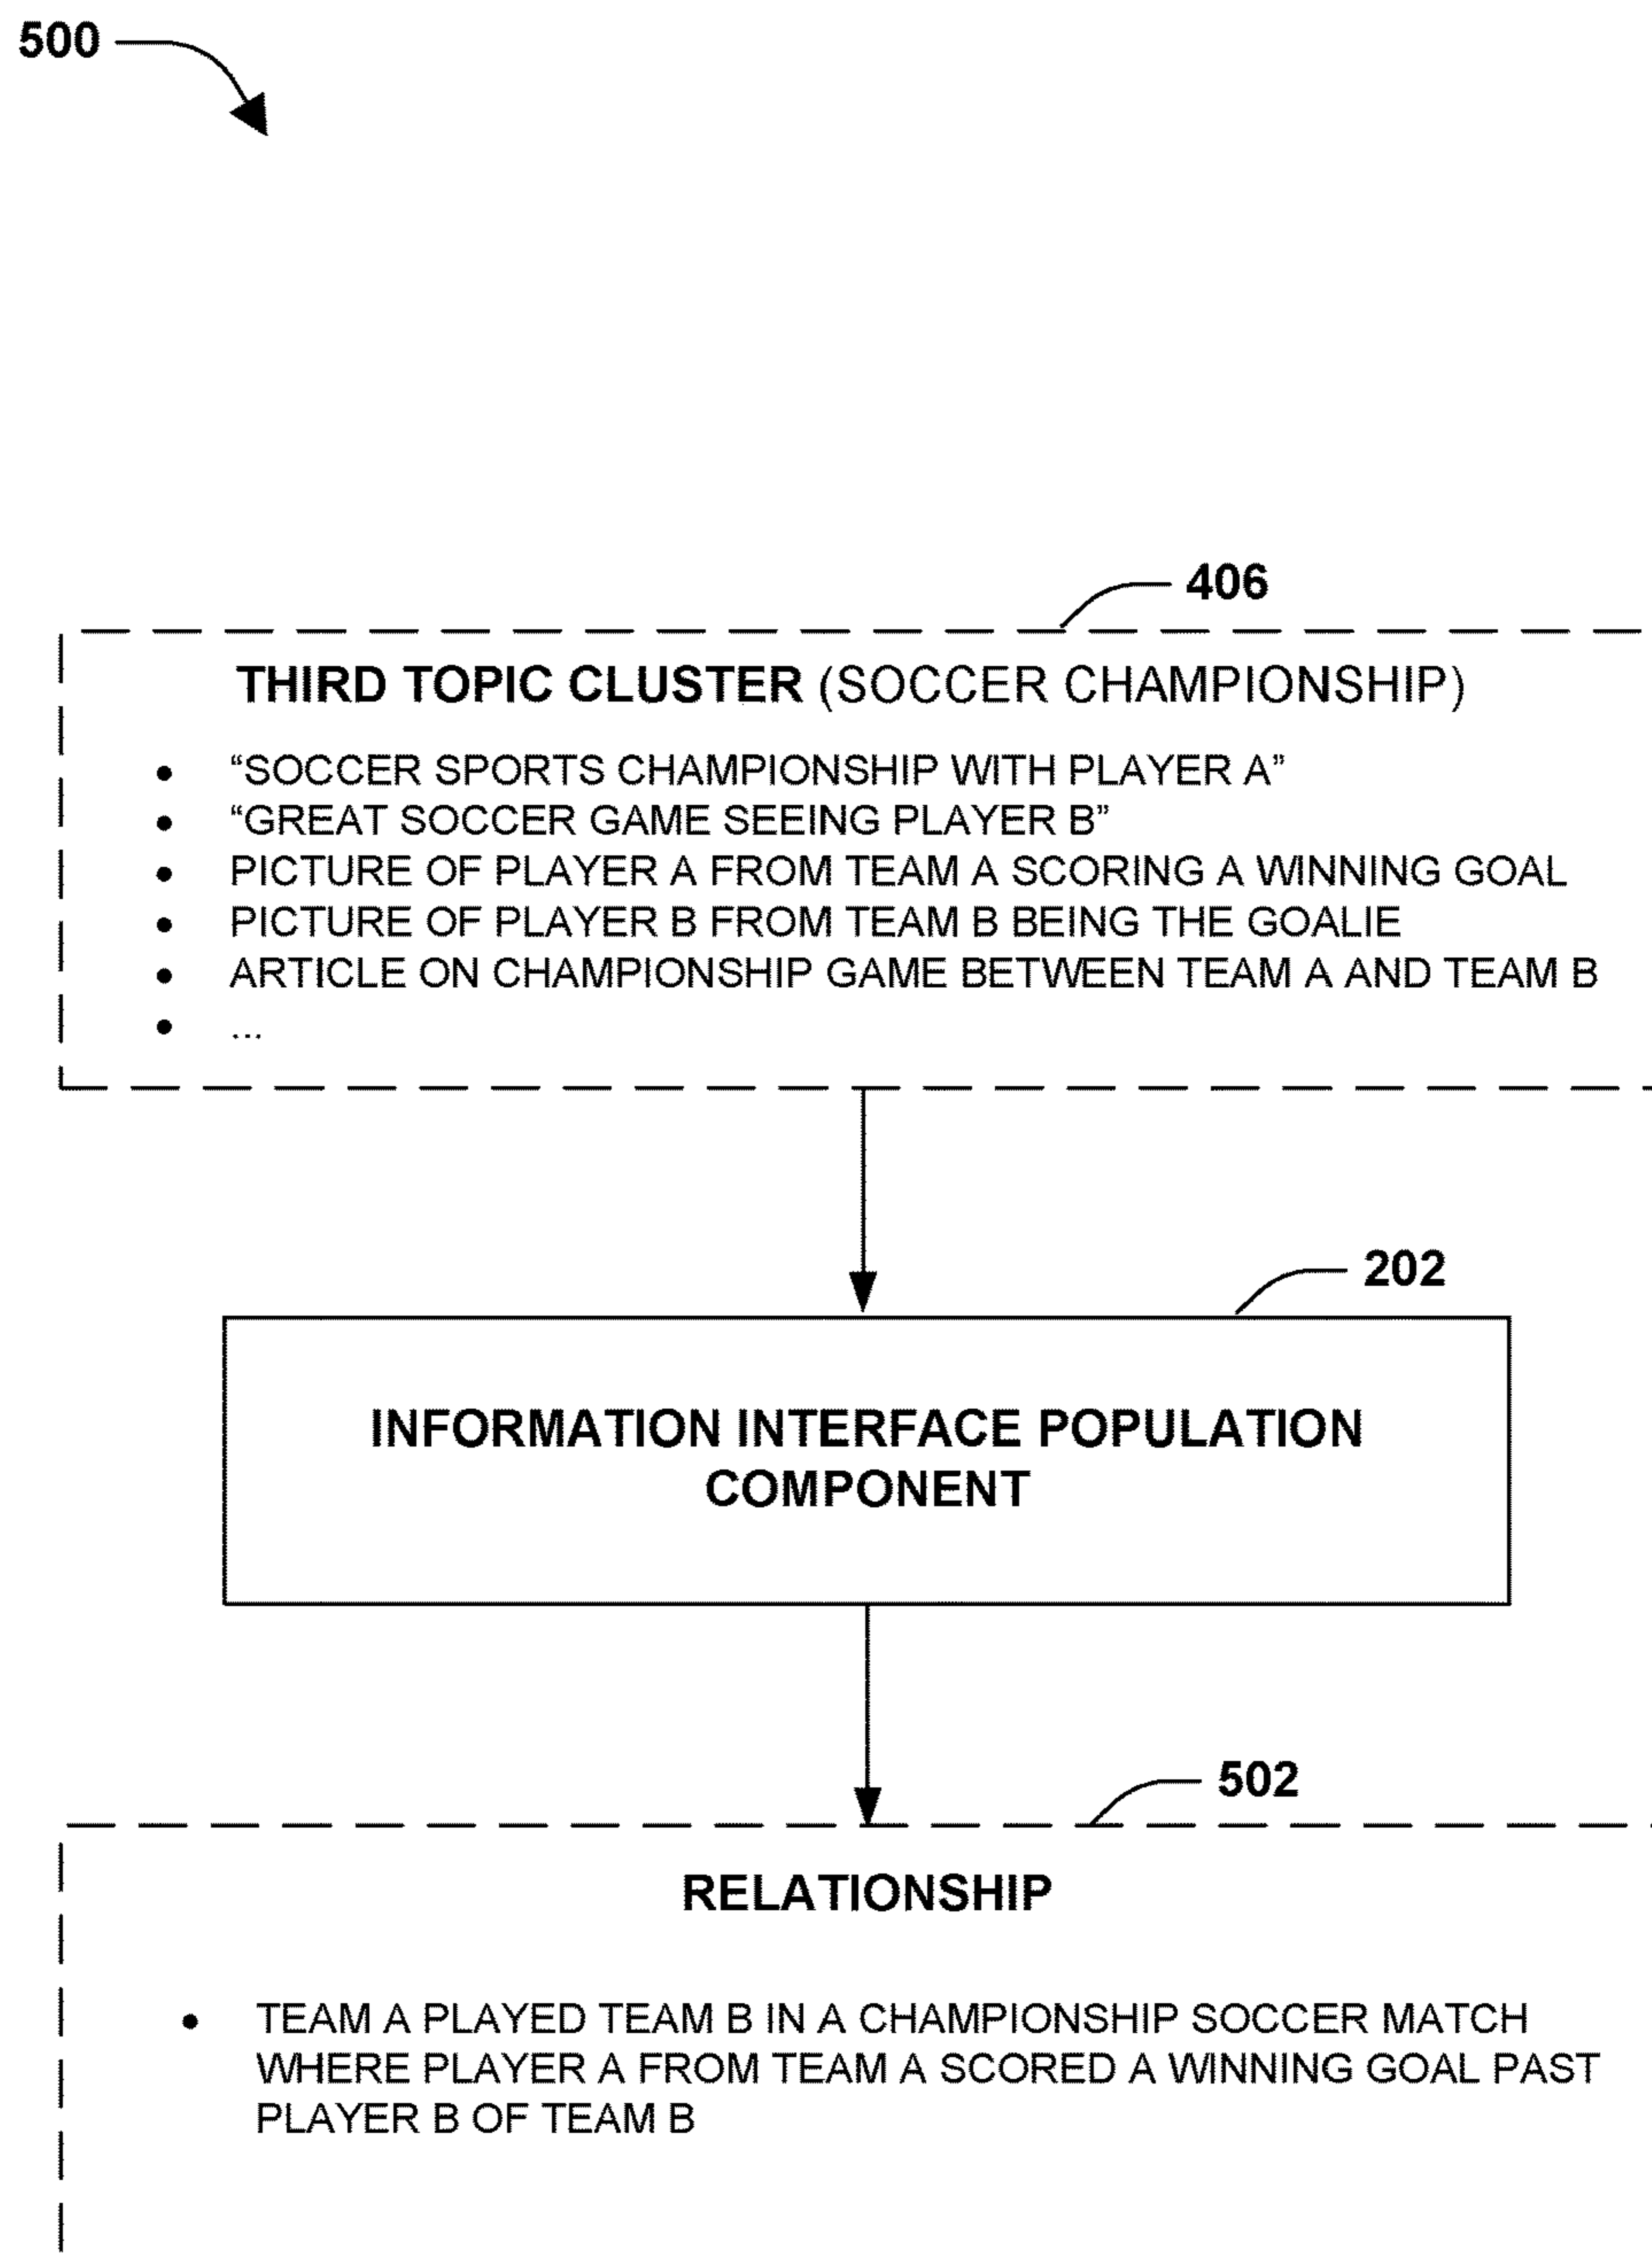 500
406
THIRD TOPIC CLUSTER (SOCCER CHAMPIONSHIP)
• “SOCCER SPORTS CHAMPIONSHIP WITH PLAYER A”
• “GREAT SOCCER GAME SEEING PLAYER B”
• PICTURE OF PLAYER A FROM TEAM A SCORING A WINNING GOAL
• PICTURE OF PLAYER B FROM TEAM B BEING THE GOALIE
• ARTICLE ON CHAMPIONSHIP GAME BETWEEN TEAM A AND TEAM B
• ...
202
INFORMATION INTERFACE POPULATION
COMPONENT
502
RELATIONSHIP
• TEAM A PLAYED TEAM B IN A CHAMPIONSHIP SOCCER MATCH
WHERE PLAYER A FROM TEAM A SCORED A WINNING GOAL PAST
PLAYER B OF TEAM B